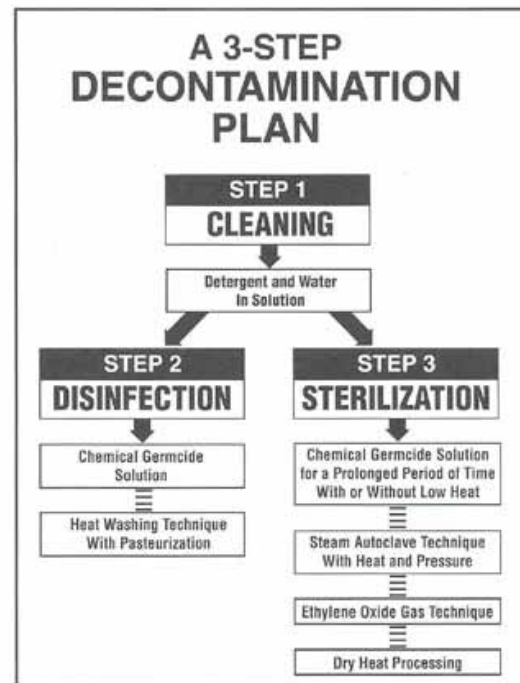 A 3-STEP
DECONTAMINATION
PLAN
STEP 1
CLEANING
Detergent and Water
In Solution
STEP 2
DISINFECTION
Chemical Germcide
Solution
Heat Washing Technique
With Pasteurization
STEP 3
STERILIZATION
Chemical Germcide Solution
for a Prolonged Period of Time
With or Without Low Heat
Steam Autoclave Technique
With Heat and Pressure
Ethylene Oxide Gas Technique
Dry Heat Processing